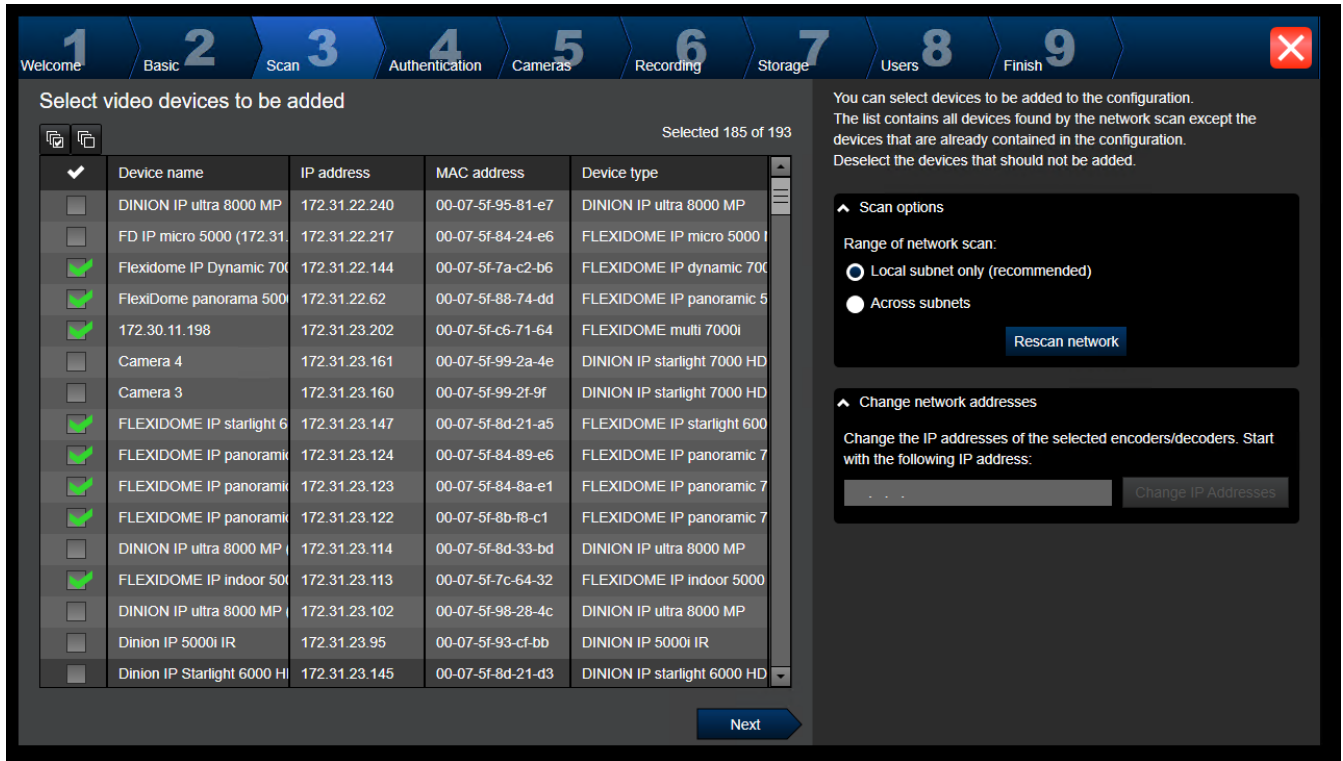 1 2 3 4 5 6 7 8 9
Welcome Basic Scan Authentication Cameras Recording Storage Users Finish
Select video devices to be added
Selected 185 of 193
Device name IP address MAC address Device type
DINION IP ultra 8000 MP 172.31.22.240 00-07-5f-95-81-e7 DINION IP ultra 8000 MP
FD IP micro 5000 (172.31. 172.31.22.217 00-07-5f-84-24-e6 FLEXIDOME IP micro 5000
Flexidome IP Dynamic 700 172.31.22.144 00-07-5f-7a-c2-b6 FLEXIDOME IP dynamic 700
FlexiDome panorama 500 172.31.22.62 00-07-5f-88-74-dd FLEXIDOME IP panoramic 5
172.30.11.198 172.31.23.202 00-07-5f-c6-71-64 FLEXIDOME multi 7000i
Camera 4 172.31.23.161 00-07-5f-99-2a-4e DINION IP starlight 7000 HD
Camera 3 172.31.23.160 00-07-5f-99-2f-9f DINION IP starlight 7000 HD
FLEXIDOME IP starlight 6 172.31.23.147 00-07-5f-8d-21-a5 FLEXIDOME IP starlight 600
FLEXIDOME IP panoramic 172.31.23.124 00-07-5f-84-89-e6 FLEXIDOME IP panoramic 7
FLEXIDOME IP panoramic 172.31.23.123 00-07-5f-84-8a-e1 FLEXIDOME IP panoramic 7
FLEXIDOME IP panoramic 172.31.23.122 00-07-5f-8b-f8-c1 FLEXIDOME IP panoramic 7
DINION IP ultra 8000 MP ( 172.31.23.114 00-07-5f-8d-33-bd DINION IP ultra 8000 MP
FLEXIDOME IP indoor 500 172.31.23.113 00-07-5f-7c-64-32 FLEXIDOME IP indoor 5000
DINION IP ultra 8000 MP ( 172.31.23.102 00-07-5f-98-28-4c DINION IP ultra 8000 MP
Dinion IP 5000i IR 172.31.23.95 00-07-5f-93-cf-bb DINION IP 5000i IR
Dinion IP Starlight 6000 H 172.31.23.145 00-07-5f-8d-21-d3 DINION IP starlight 6000 HD
Next
You can select devices to be added to the configuration.
The list contains all devices found by the network scan except the
devices that are already contained in the configuration.
Deselect the devices that should not be added.
Scan options
Range of network scan:
Local subnet only (recommended)
Across subnets
Rescan network
Change network addresses
Change the IP addresses of the selected encoders/decoders. Start
with the following IP address:
. . .
Change IP Addresses